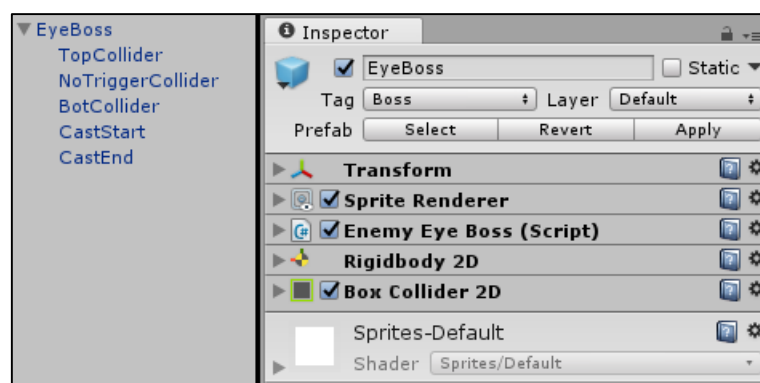 EyeBoss
TopCollider
NoTriggerCollider
BotCollider
CastStart
CastEnd
Inspector
EyeBoss Static
Tag Boss Layer Default
Prefab Select Revert Apply
Transform
Sprite Renderer
Enemy Eye Boss (Script)
Rigidbody 2D
Box Collider 2D
Sprites-Default
Shader Sprites/Default